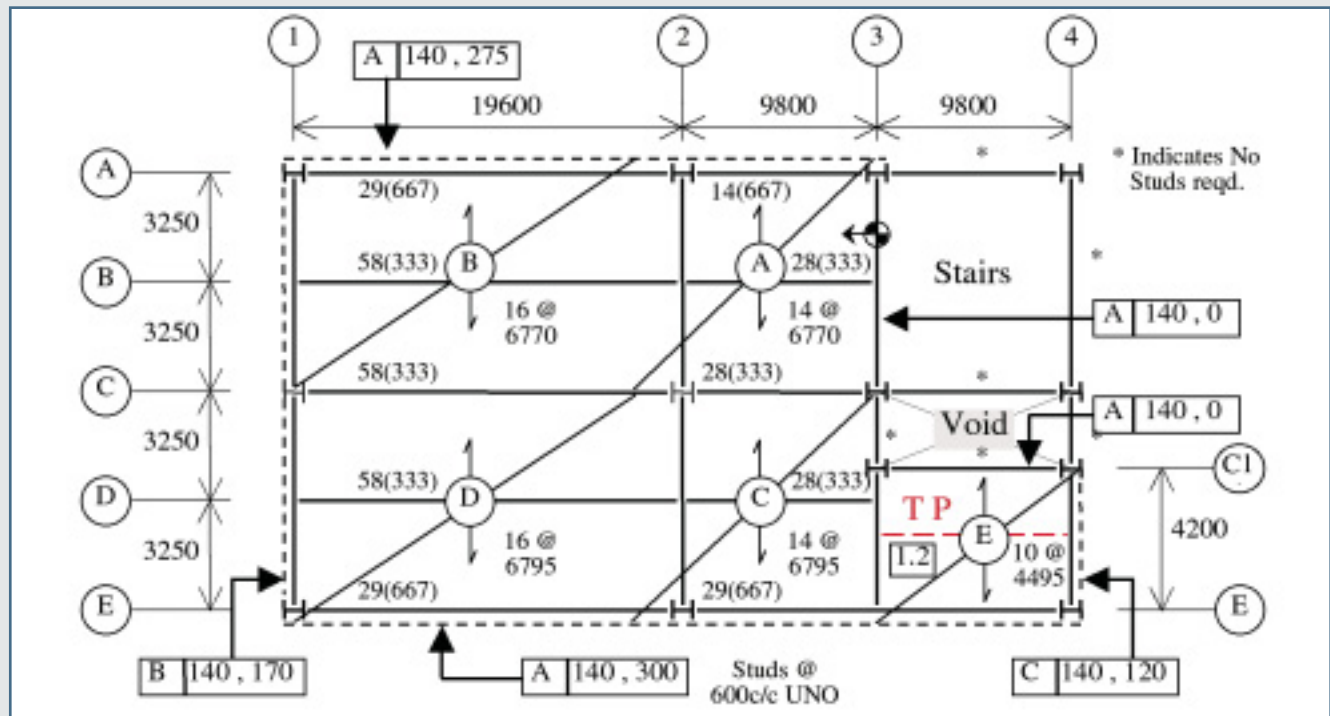 1
2
3
4
A 140 , 275
19600
9800
9800
* Indicates No
Studs reqd.
*
A
3250
29(667)
14(667)
58(333)
B
A
28(333)
Stairs
*
B
16 @
6770
14 @
6770
A 140 , 0
3250
58(333)
28(333)
*
C
Void
A 140 , 0
*
*
*
C1
3250
58(333)
D
C
28(333)
T P
D
E
4200
16 @
6795
14 @
6795
1.2
10 @
4495
3250
29(667)
29(667)
E
E
B 140 , 170
A 140 , 300
Studs @
600c/c UNO
C 140 , 120